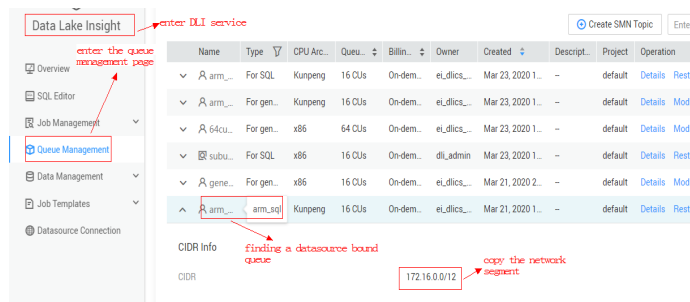 Data Lake Insight
enter DLI service
Create SMN Topic
Ente
enter the queue
management page
Name Type CPU Arc... Queu... Billin... Owner Created Descript... Project Operation
Overview
SQL Editor
Job Management
Queue Management
Data Management
Job Templates
Datasource Connection
arm_... For SQL Kunpeng 16 CUs On-dem... ei_dlics_... Mar 23, 2020 1... -- default Details Rest
arm_... For gen... Kunpeng 16 CUs On-dem... ei_dlics_... Mar 23, 2020 1... -- default Details Mod
64cu... For gen... x86 64 CUs On-dem... ei_dlics_... Mar 23, 2020 1... -- default Details Mod
subu... For SQL x86 16 CUs On-dem... dli_admin Mar 23, 2020 1... -- default Details Rest
gene... For gen... x86 16 CUs On-dem... ei_dlics_... Mar 21, 2020 2... -- default Details Mod
arm_... arm_sql Kunpeng 16 CUs On-dem... ei_dlics_... Mar 21, 2020 1... -- default Details Rest
CIDR Info
finding a datasource bound
queue
copy the network
segment
CIDR
172.16.0.0/12